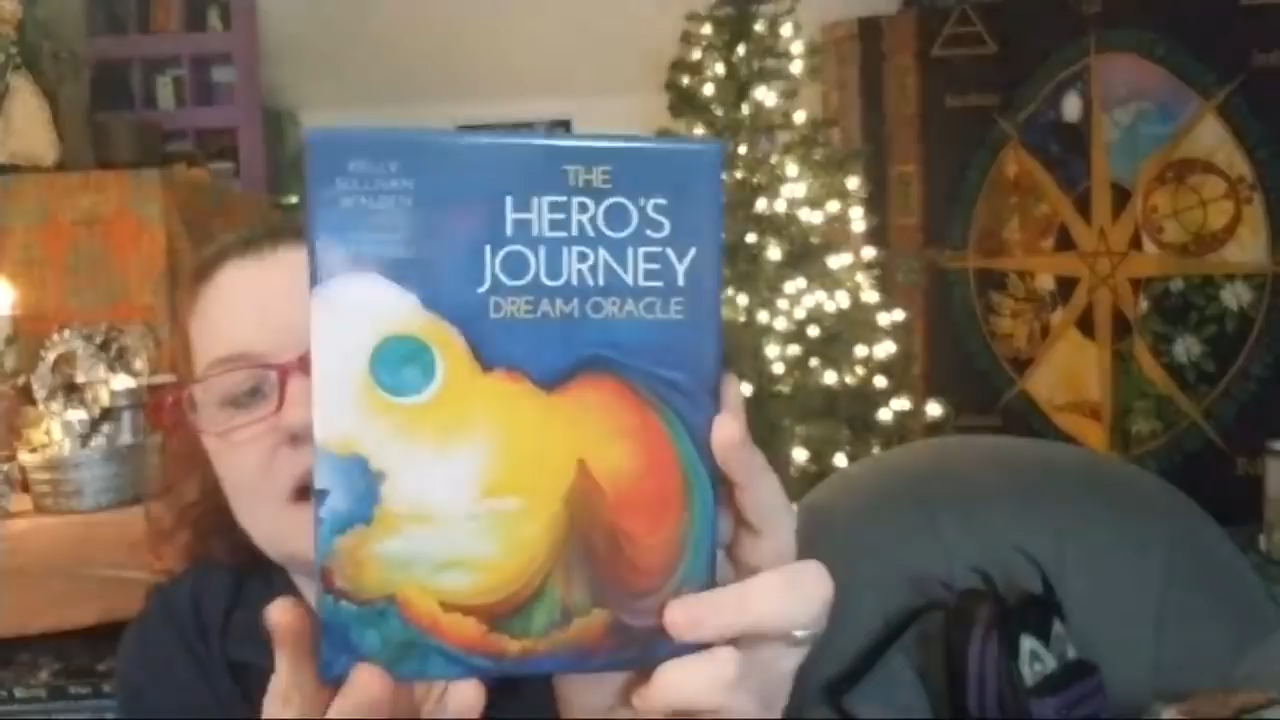 KELLY
SULLIVAN
WALDEN
THE
HERO'S
JOURNEY
DREAM ORACLE